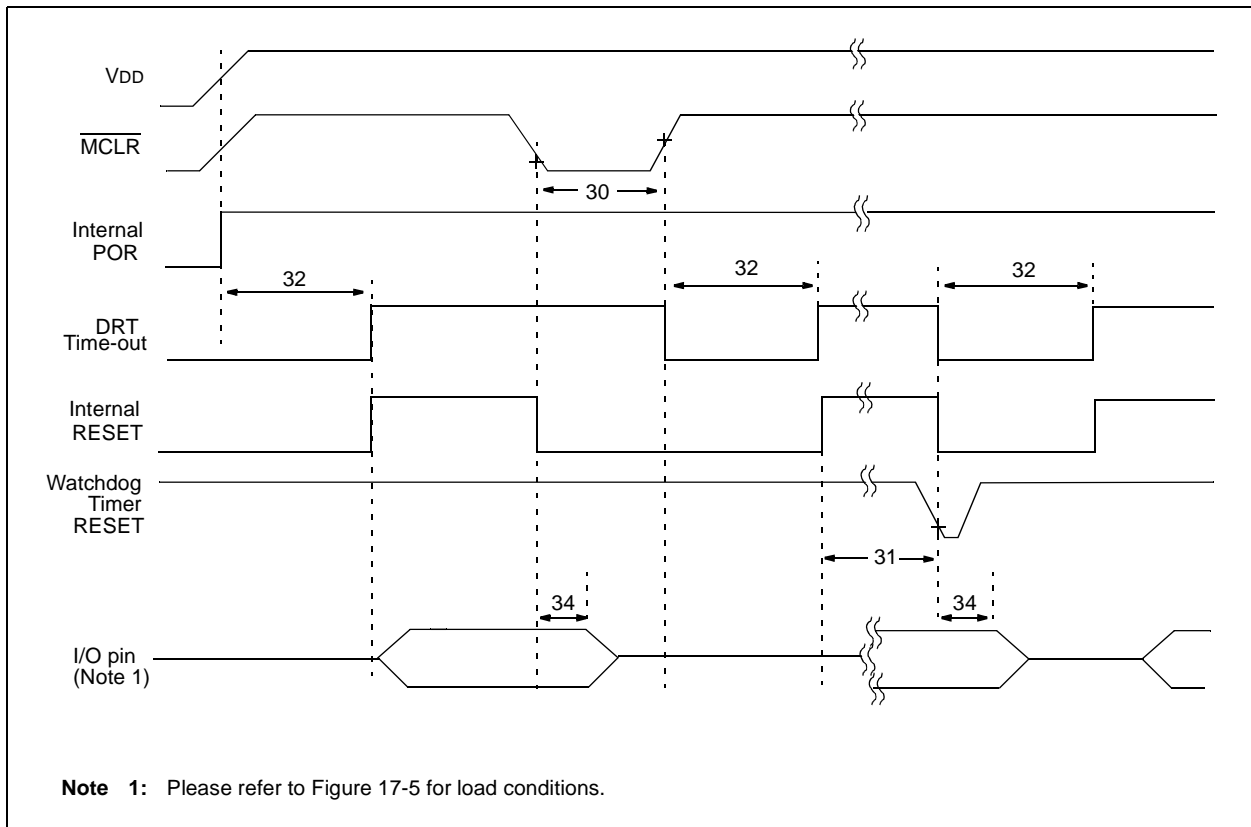 VDD
MCLR
30
Internal
POR
32
32
32
DRT
Time-out
Internal
RESET
Watchdog
Timer
RESET
31
34
34
I/O pin
(Note 1)
Note 1: Please refer to Figure 17-5 for load conditions.